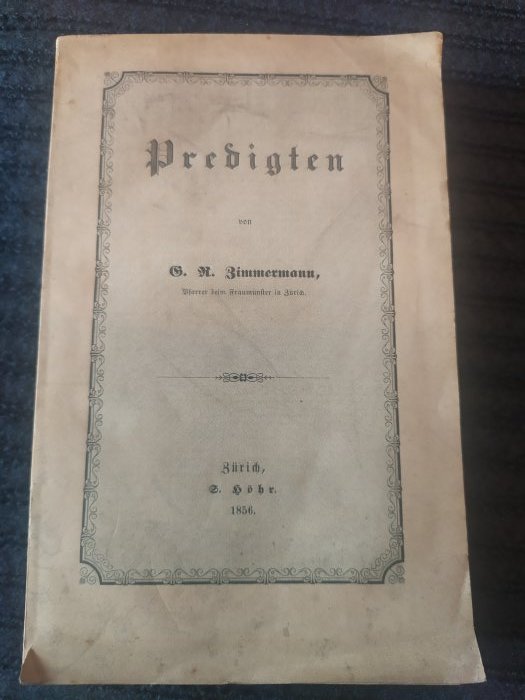 Predigten
von
G. R. Zimmermann,
Pfarrer beim Fraumünster in Zürich.
Zürich,
S. Höhr.
1856.